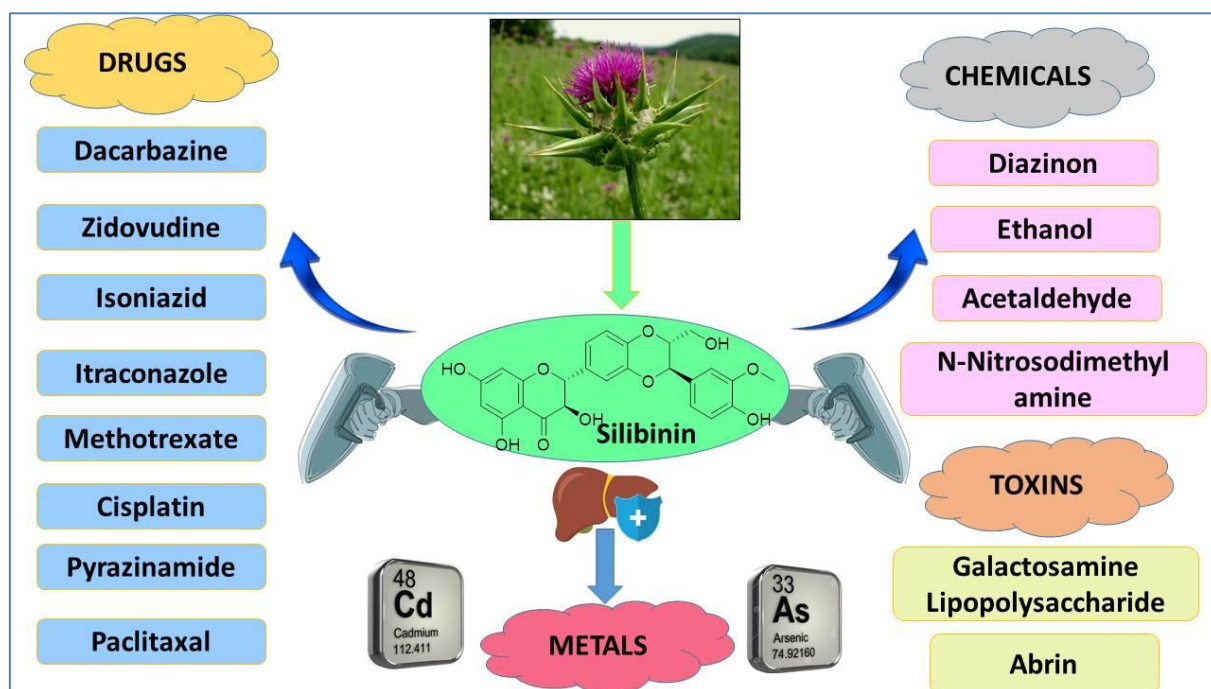 DRUGS
Dacarbazine
Zidovudine
Isoniazid
Itraconazole
Methotrexate
Cisplatin
Pyrazinamide
Paclitaxal
HO
O
OH
O
OH
O
O
OH
O
OH
Silibinin
48
Cd
Cadmium
112.411
METALS
33
As
Arsenic
74.92160
CHEMICALS
Diazinon
Ethanol
Acetaldehyde
N-Nitrosodimethyl
amine
TOXINS
Galactosamine
Lipopolysaccharide
Abrin